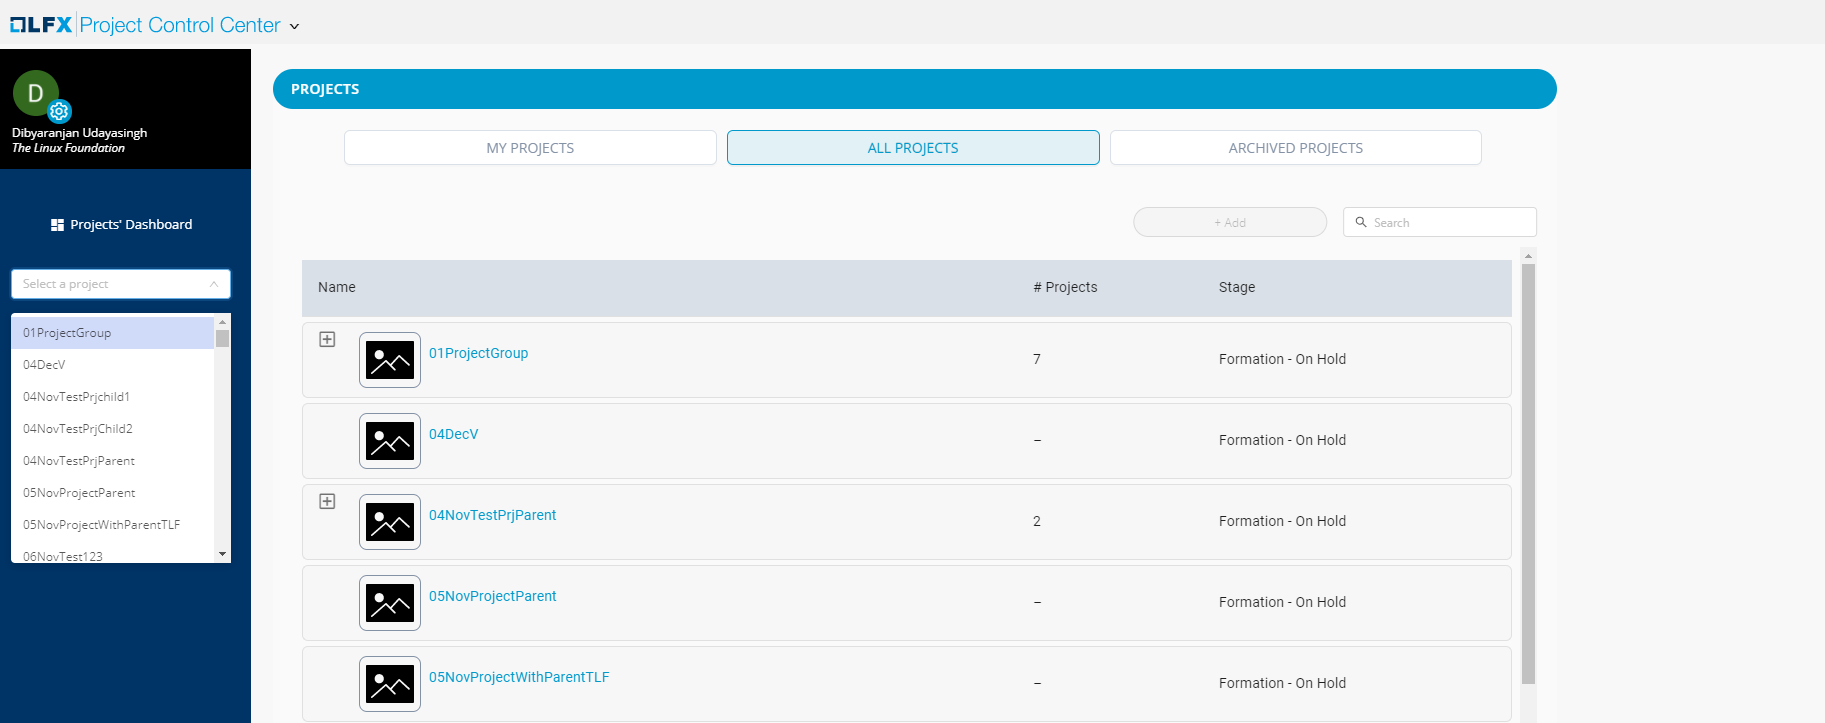 LFX Project Control Center
D
Dibyaranjan Udayasingh
The Linux Foundation
Projects' Dashboard
Select a project
01ProjectGroup
04DecV
04NovTestPrjchild1
04NovTestPrjChild2
04NovTestPrjParent
05NovProjectParent
05NovProjectWithParentTLF
06NovTest123
PROJECTS
MY PROJECTS
ALL PROJECTS
ARCHIVED PROJECTS
+ Add
Search
Name # Projects Stage
01ProjectGroup 7 Formation - On Hold
04DecV – Formation - On Hold
04NovTestPrjParent 2 Formation - On Hold
05NovProjectParent – Formation - On Hold
05NovProjectWithParentTLF – Formation - On Hold